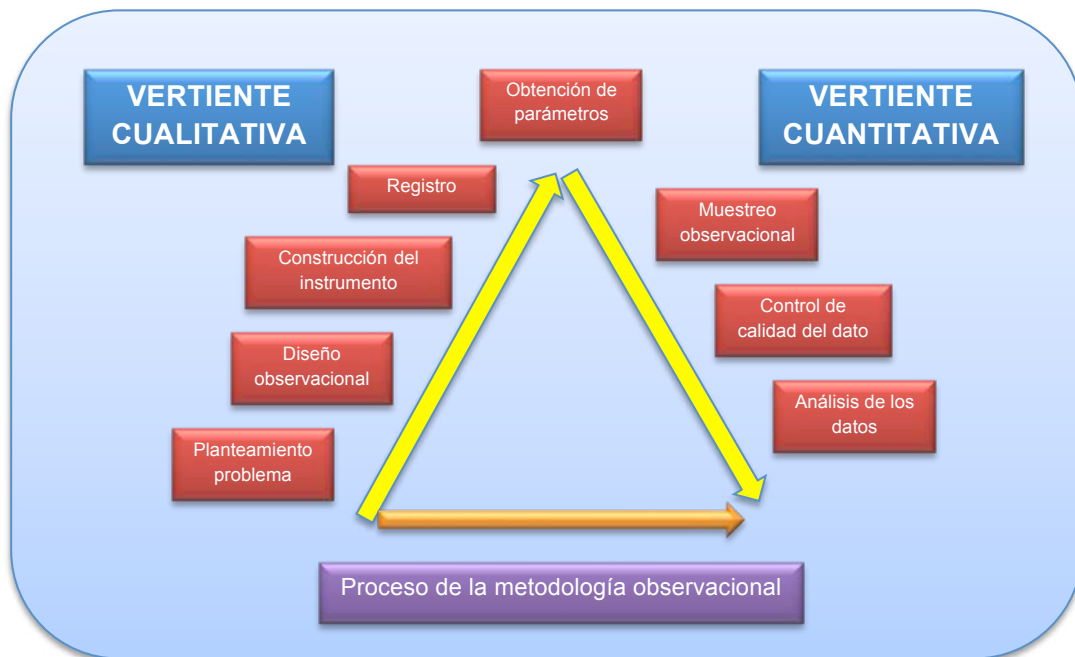 VERTIENTE
CUALITATIVA
Obtención de
parámetros
VERTIENTE
CUANTITATIVA
Registro
Construcción del
instrumento
Diseño
observacional
Planteamiento
problema
Muestreo
observacional
Control de
calidad del dato
Análisis de los
datos
Proceso de la metodología observacional